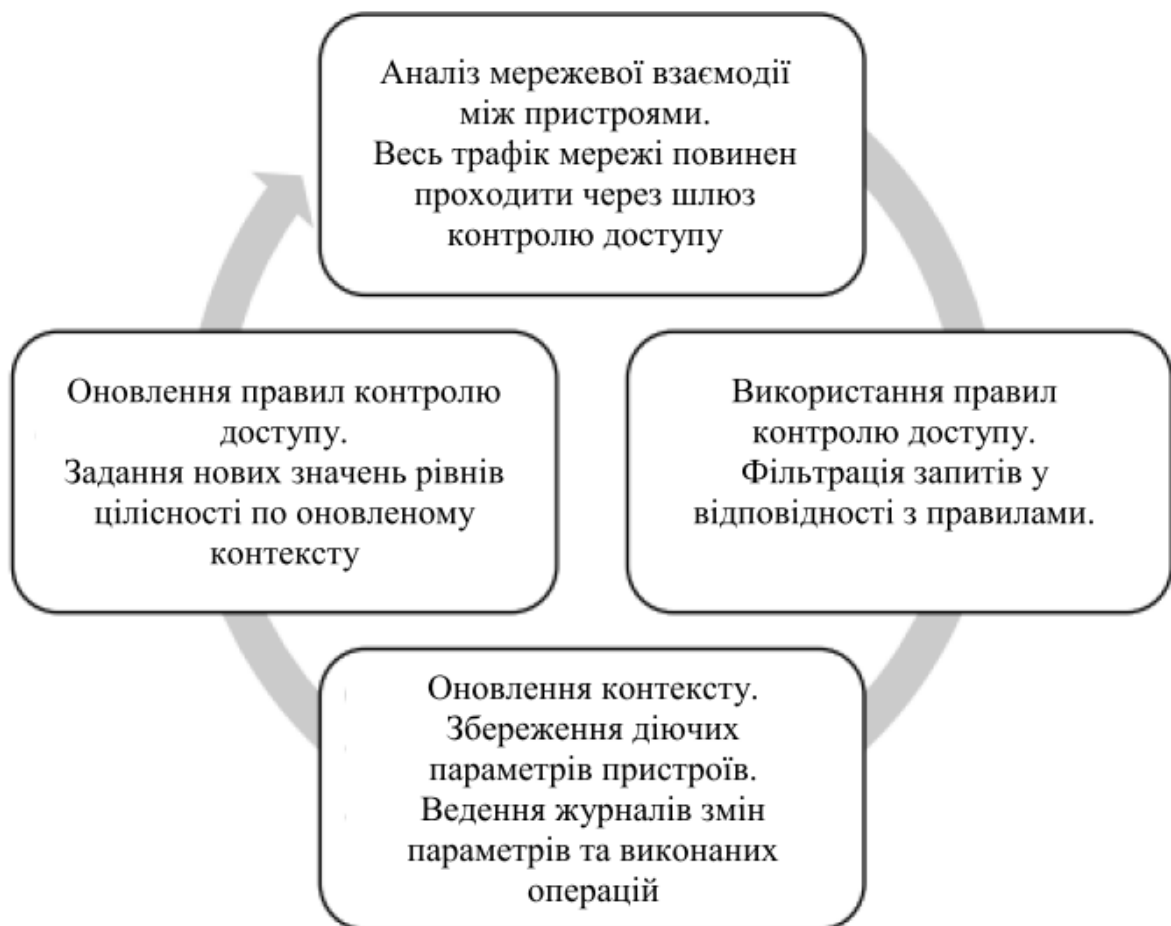 Аналіз мережевої взаємодії
між пристроями.
Весь трафік мережі повинен
проходити через шлюз
контролю доступу
Використання правил
контролю доступу.
Фільтрація запитів у
відповідності з правилами.
Оновлення контексту.
Збереження діючих
параметрів пристроїв.
Ведення журналів змін
параметрів та виконаних
операцій
Оновлення правил контролю
доступу.
Задання нових значень рівнів
цілісності по оновленому
контексту